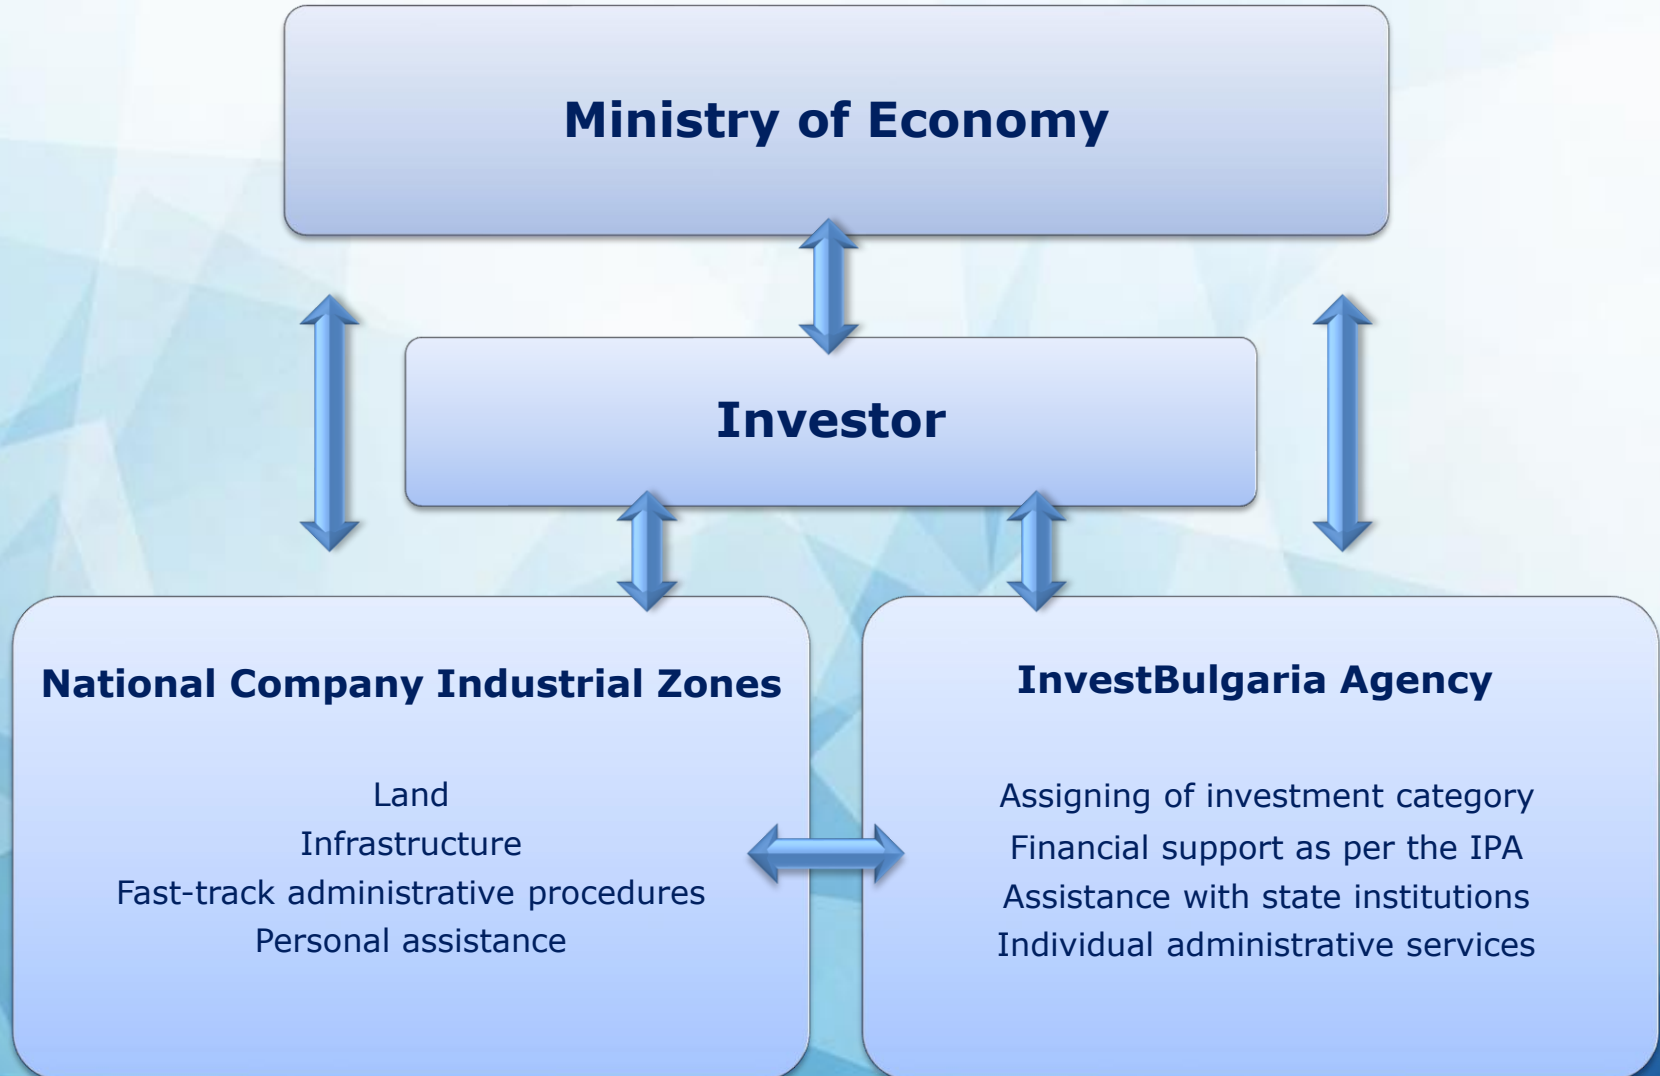 Ministry of Economy
Investor
National Company Industrial Zones
Land
Infrastructure
Fast-track administrative procedures
Personal assistance
InvestBulgaria Agency
Assigning of investment category
Financial support as per the IPA
Assistance with state institutions
Individual administrative services